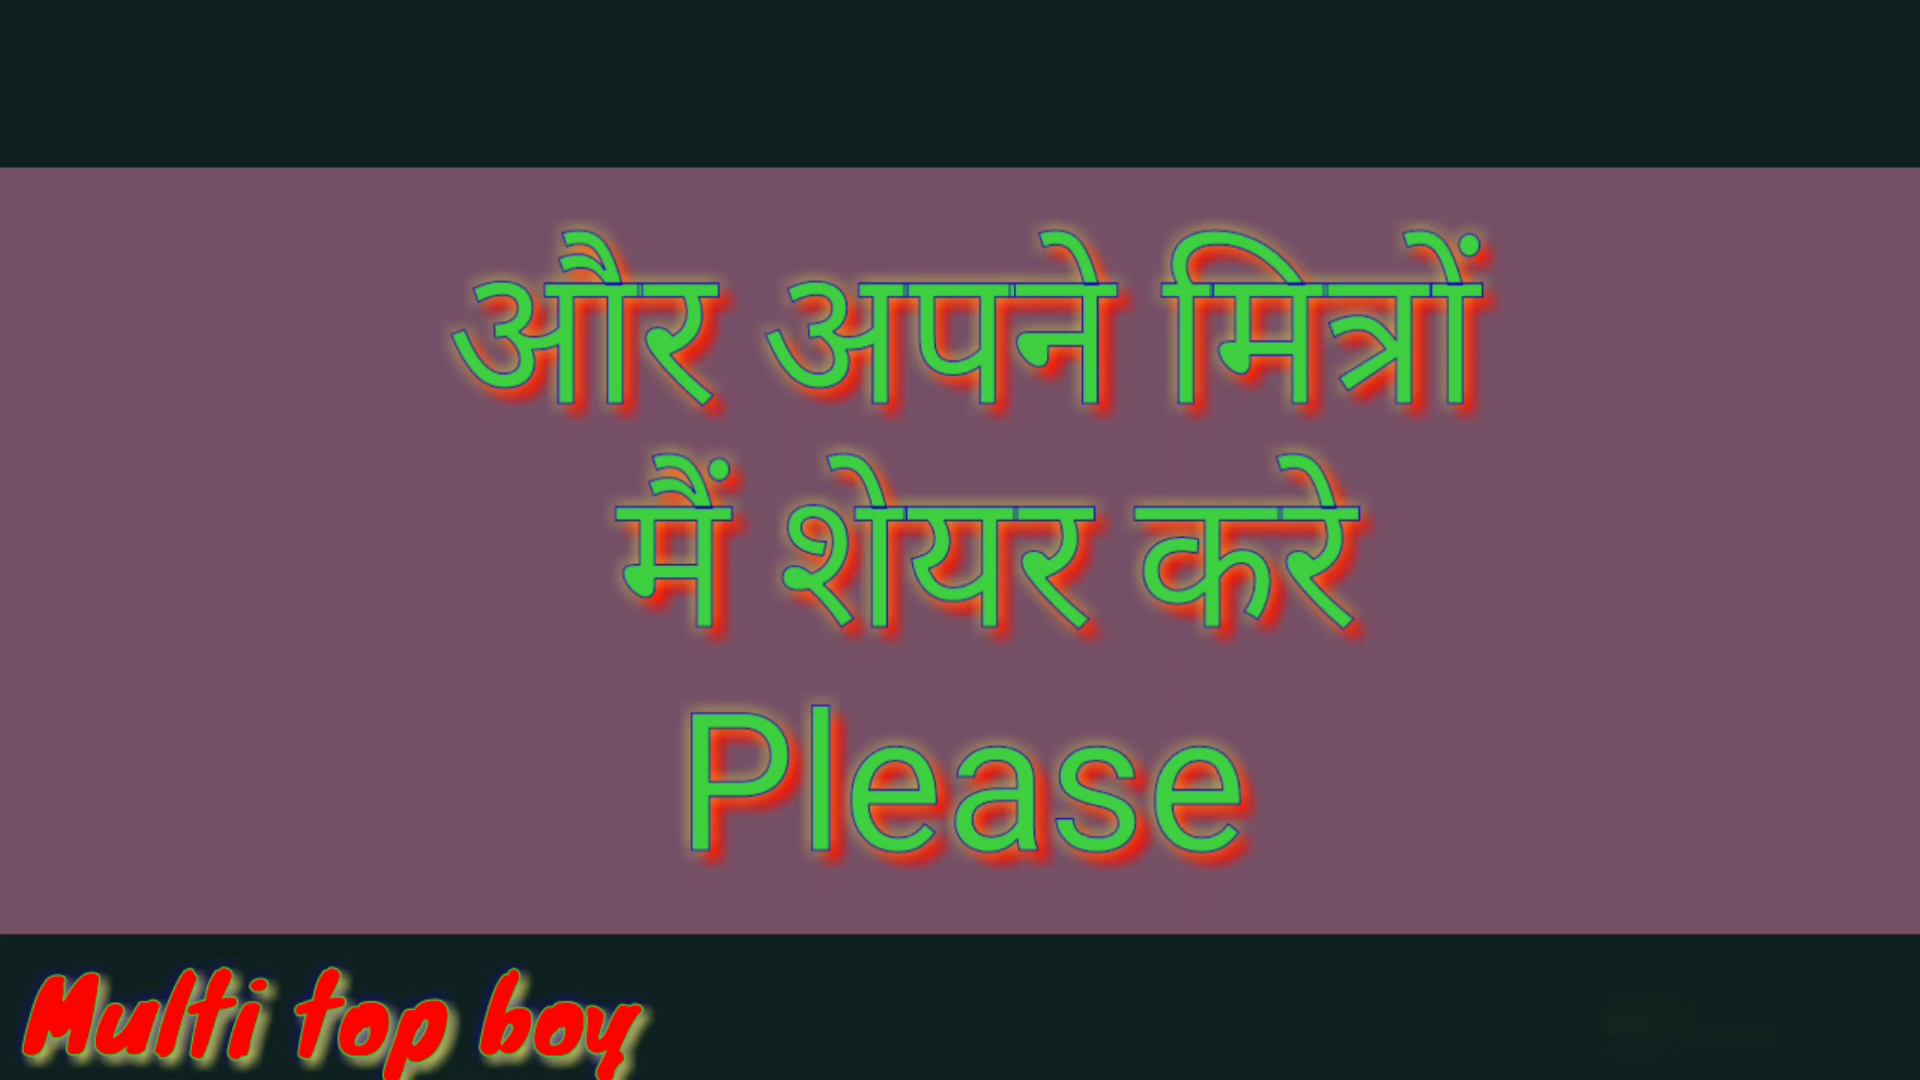 और अपने मित्रों
में शेयर करे
Please
Multi top boy